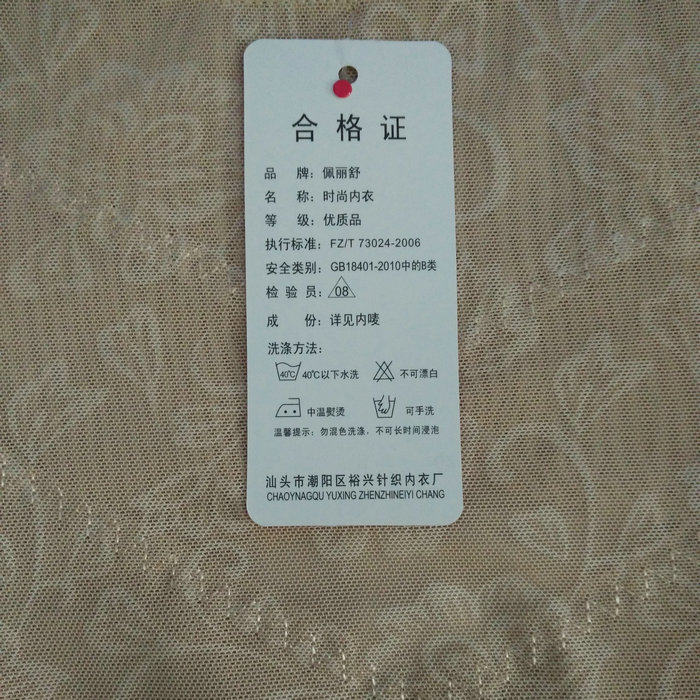 合格证
品 牌：佩丽舒
名 称：时尚内衣
等 级：优质品
执行标准：FZ/T 73024-2006
安全类别：GB18401-2010中的B类
检 验 员：08
成 份：详见内唛
洗涤方法：
40℃ 40℃以下水洗 不可漂白
中温熨烫 可手洗
温馨提示：勿混色洗涤，不可长时间浸泡
汕头市潮阳区裕兴针织内衣厂
CHAOYNAGQU YUXING ZHENZHINEIYI CHANG